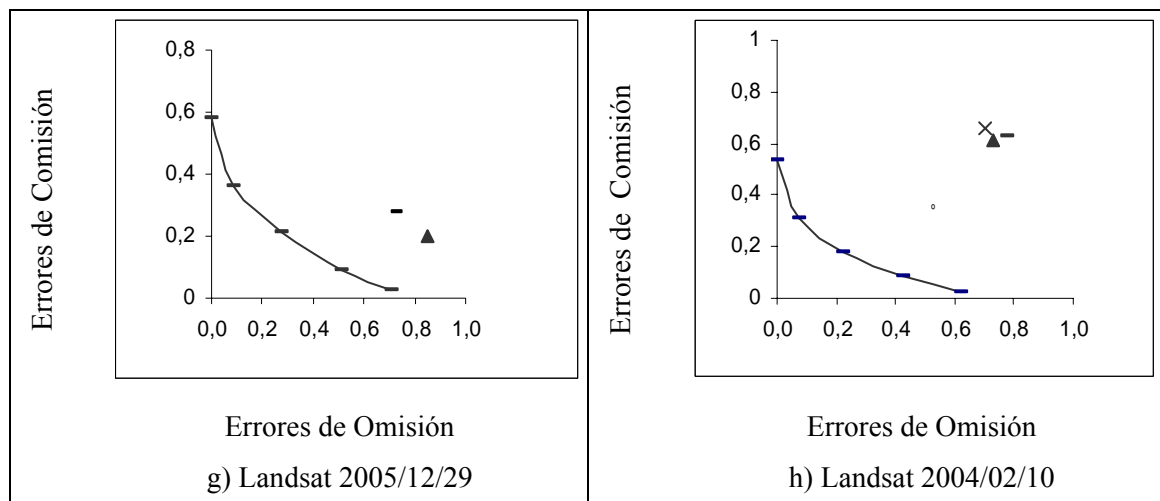 Errores de Comisión
0,8
0,6
0,4
0,2
0
0,0 0,2 0,4 0,6 0,8 1,0
Errores de Omisión
g) Landsat 2005/12/29
Errores de Comisión
1
0,8
0,6
0,4
0,2
0
0,0 0,2 0,4 0,6 0,8 1,0
Errores de Omisión
h) Landsat 2004/02/10